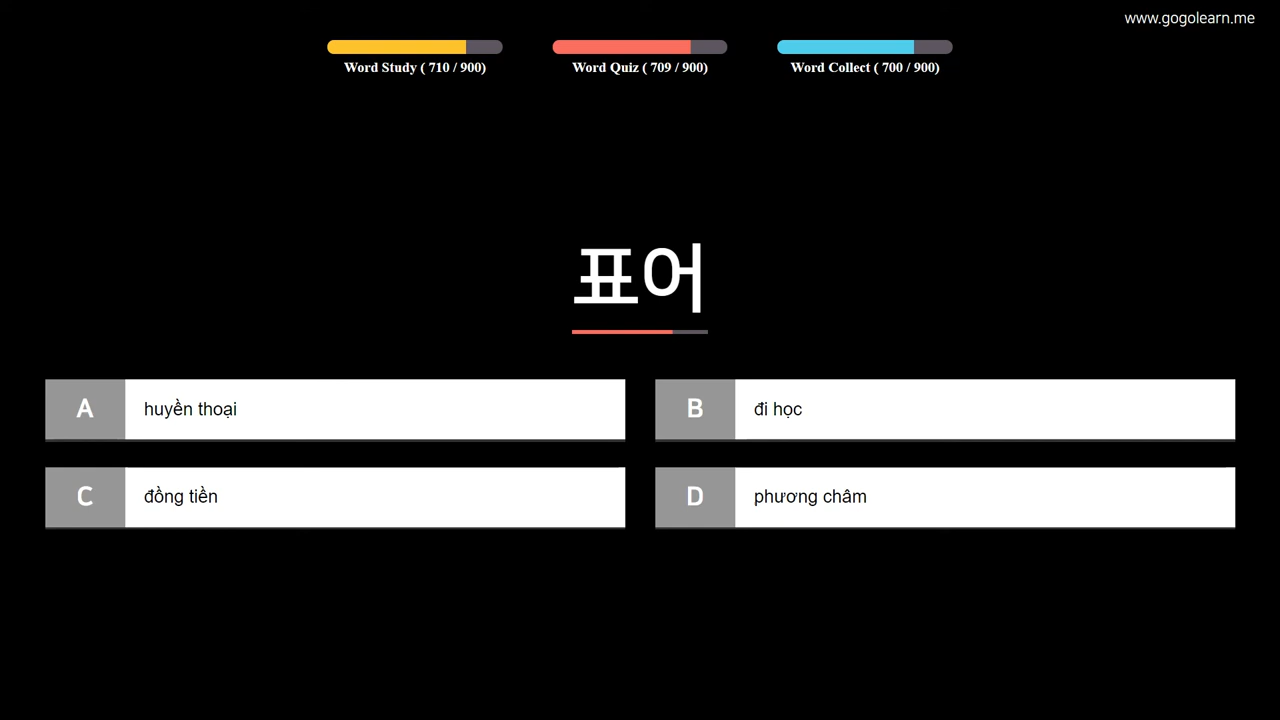 www.gogolearn.me
Word Study ( 710 / 900)
Word Quiz ( 709 / 900)
Word Collect ( 700 / 900)
표어
A huyền thoại
B đi học
C đồng tiền
D phương châm